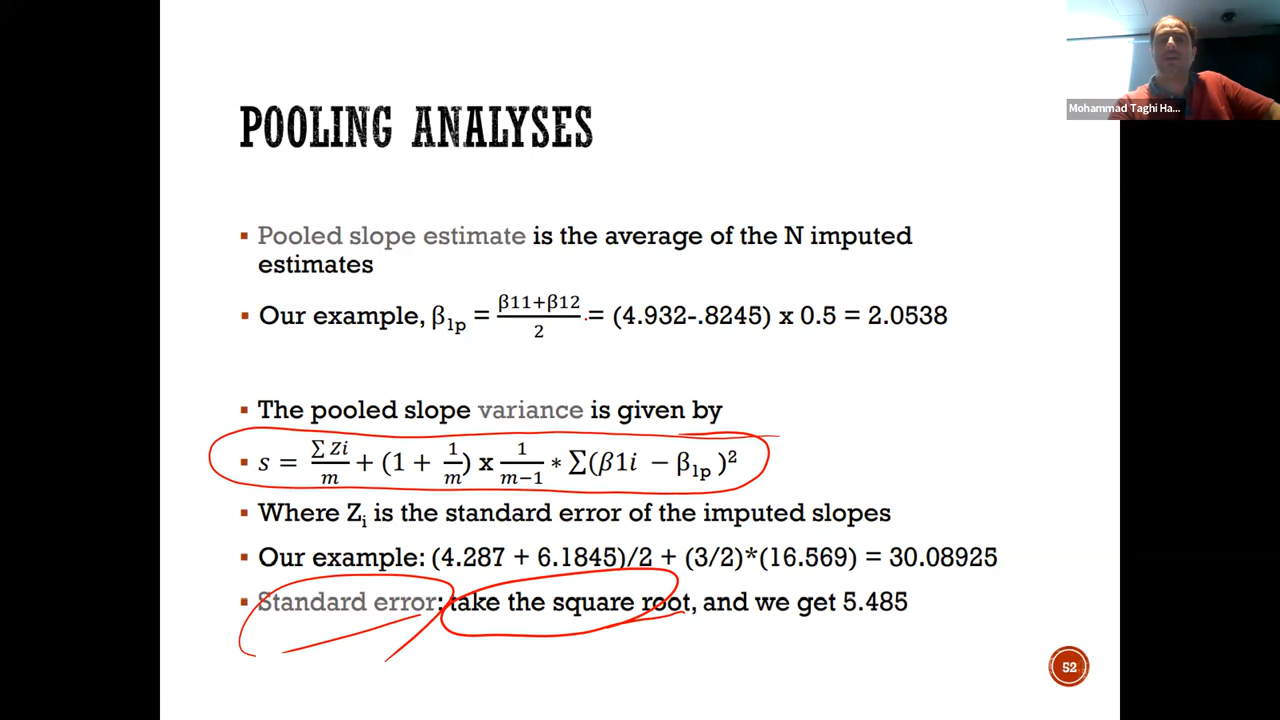 Mohammad Taghi Ha...
POOLING ANALYSES
▪ Pooled slope estimate is the average of the N imputed
estimates
▪ Our example, β₁ₚ = (β11+β12)/2 = (4.932-.8245) x 0.5 = 2.0538
▪ The pooled slope variance is given by
▪ s = (∑ Zi)/m + (1 + 1/m) x 1/(m−1) ∗ ∑(β1i − β₁ₚ )²
▪ Where Zᵢ is the standard error of the imputed slopes
▪ Our example: (4.287 + 6.1845)/2 + (3/2)*(16.569) = 30.08925
▪ Standard error: take the square root, and we get 5.485
52